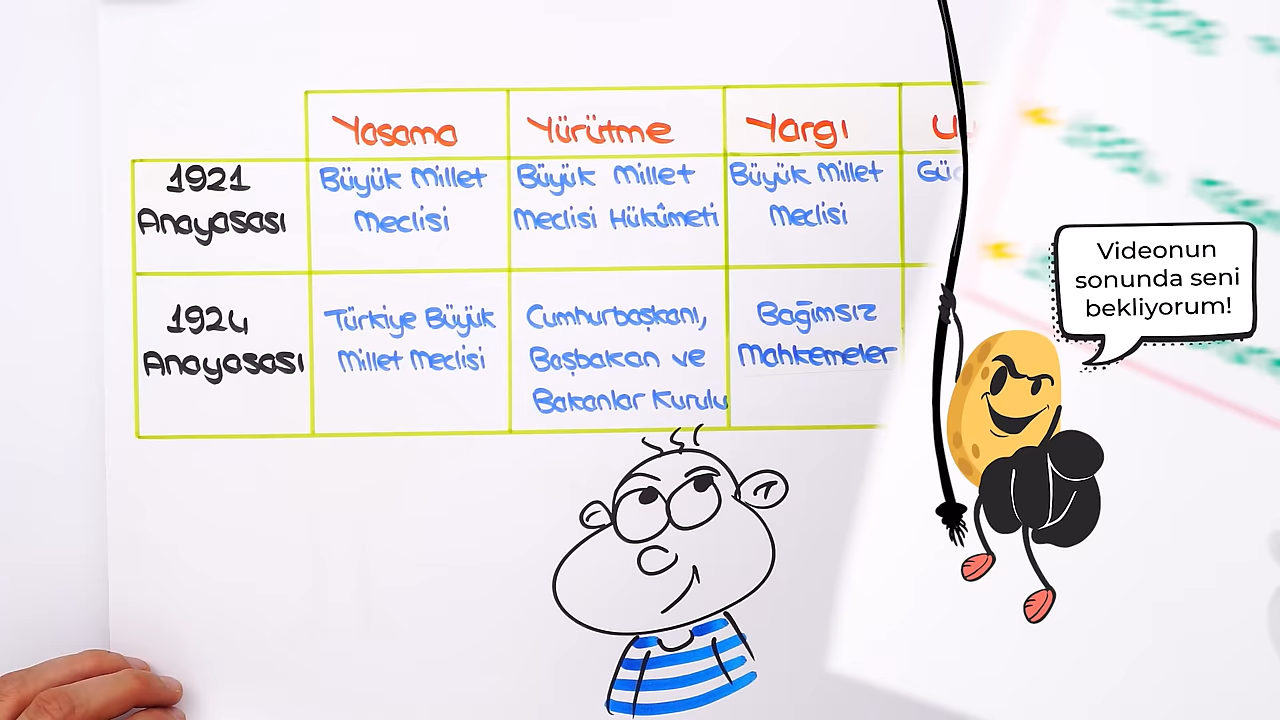 Yasama
Yürütme
Yargı
1921
Anayasası
Büyük Millet
Meclisi
Büyük Millet
Meclisi Hükûmeti
Büyük Millet
Meclisi
1924
Anayasası
Türkiye Büyük
Millet Meclisi
Cumhurbaşkanı,
Başbakan ve
Bakanlar Kurulu
Bağımsız
Mahkemeler
Videonun
sonunda seni
bekliyorum!